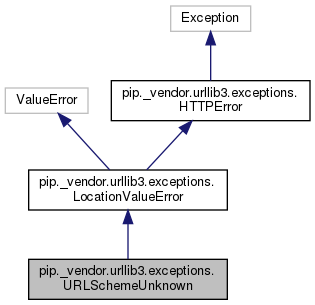 Exception
pip._vendor.urllib3.exceptions.
HTTPError
ValueError
pip._vendor.urllib3.exceptions.
LocationValueError
pip._vendor.urllib3.exceptions.
URLSchemeUnknown